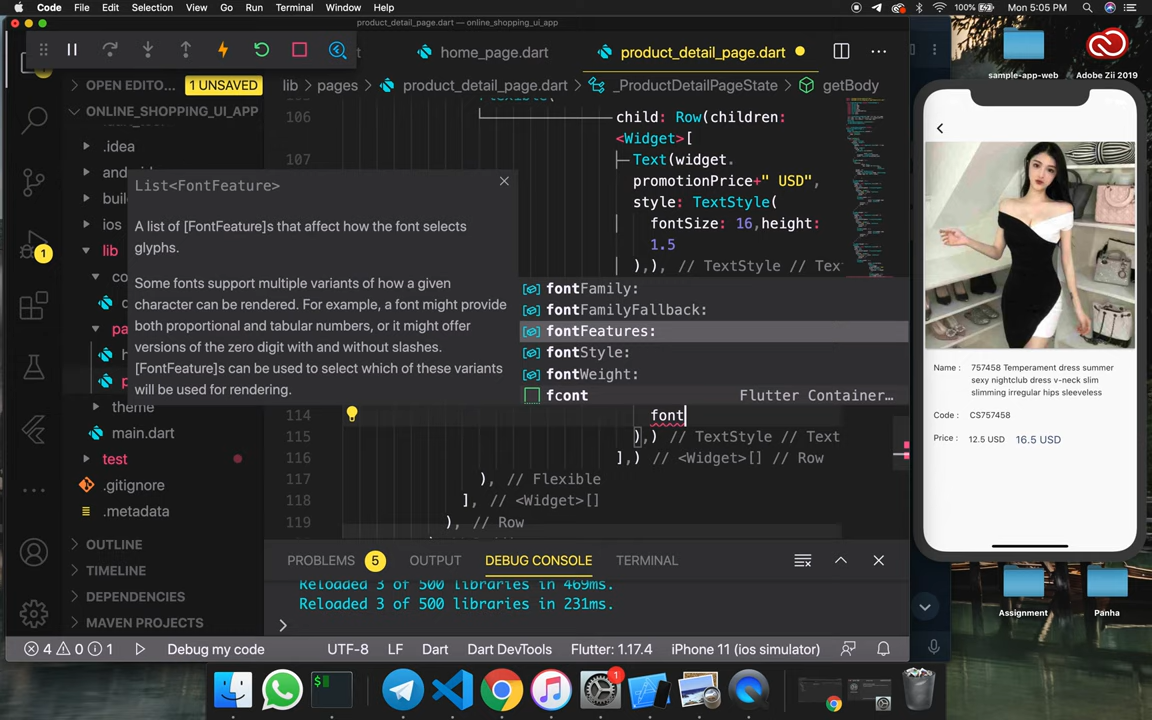 Code File Edit Selection View Go Run Terminal Window Help 100% Mon 5:05 PM
product_detail_page.dart — online_shopping_ui_app
home_page.dart
product_detail_page.dart
OPEN EDITO... 1 UNSAVED
lib pages product_detail_page.dart _ProductDetailPageState getBody
ONLINE_SHOPPING_UI_APP
.idea
lib
theme
main.dart
test
.gitignore
.metadata
OUTLINE
TIMELINE
DEPENDENCIES
MAVEN PROJECTS
1
Flexible(
106 child: Row(children:
<Widget>[
107 Text(widget.
promotionPrice+" USD",
style: TextStyle(
fontSize: 16,height:
1.5
),), // TextStyle // Tex
List<FontFeature>
A list of [FontFeature]s that affect how the font selects
glyphs.
Some fonts support multiple variants of how a given
character can be rendered. For example, a font might provide
both proportional and tabular numbers, or it might offer
versions of the zero digit with and without slashes.
[FontFeature]s can be used to select which of these variants
will be used for rendering.
fontFamily:
fontFamilyFallback:
fontFeatures:
fontStyle:
fontWeight:
fcont Flutter Container...
114 font
115 ),) // TextStyle // Text
116 ],) // <Widget>[] // Row
117 ), // Flexible
118 ], // <Widget>[]
119 ), // Row
PROBLEMS 5 OUTPUT DEBUG CONSOLE TERMINAL
Reloaded 3 of 500 libraries in 469ms.
Reloaded 3 of 500 libraries in 231ms.
4 0 1 Debug my code UTF-8 LF Dart Dart DevTools Flutter: 1.17.4 iPhone 11 (ios simulator)
sample-app-web
Adobe Zii 2019
Name : 757458 Temperament dress summer
sexy nightclub dress v-neck slim
slimming irregular hips sleeveless
Code : CS757458
Price : 12.5 USD 16.5 USD
Assignment
Panha
1